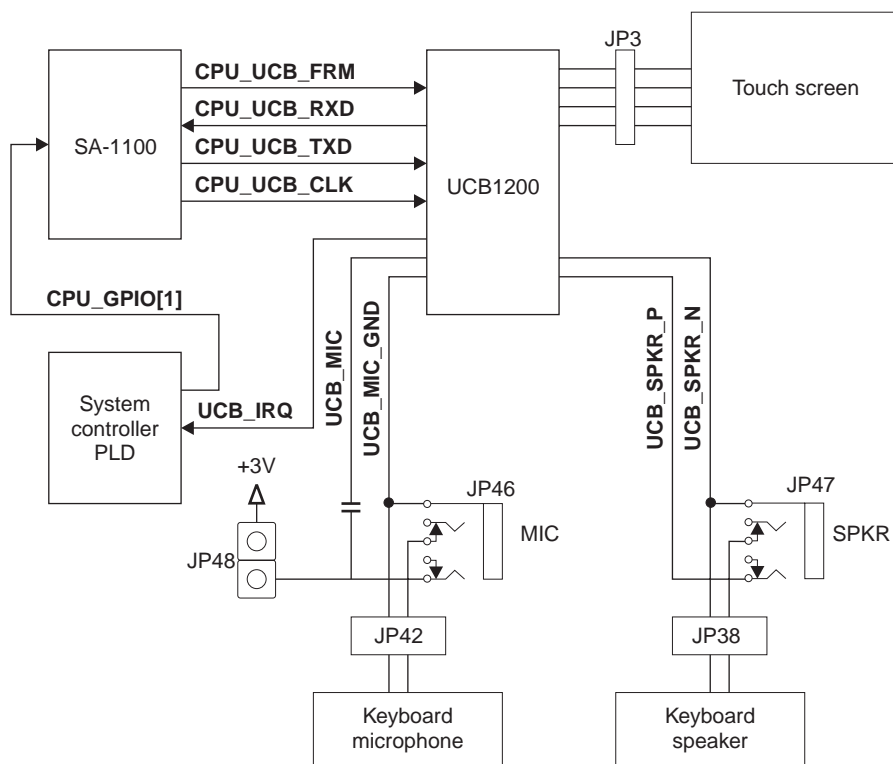 JP3
CPU_UCB_FRM
Touch screen
CPU_UCB_RXD
SA-1100
CPU_UCB_TXD
CPU_UCB_CLK
UCB1200
CPU_GPIO[1]
UCB_MIC
UCB_MIC_GND
UCB_SPKR_P
UCB_SPKR_N
System
controller
PLD
UCB_IRQ
+3V
JP46
JP47
MIC
SPKR
JP48
JP42
JP38
Keyboard
microphone
Keyboard
speaker